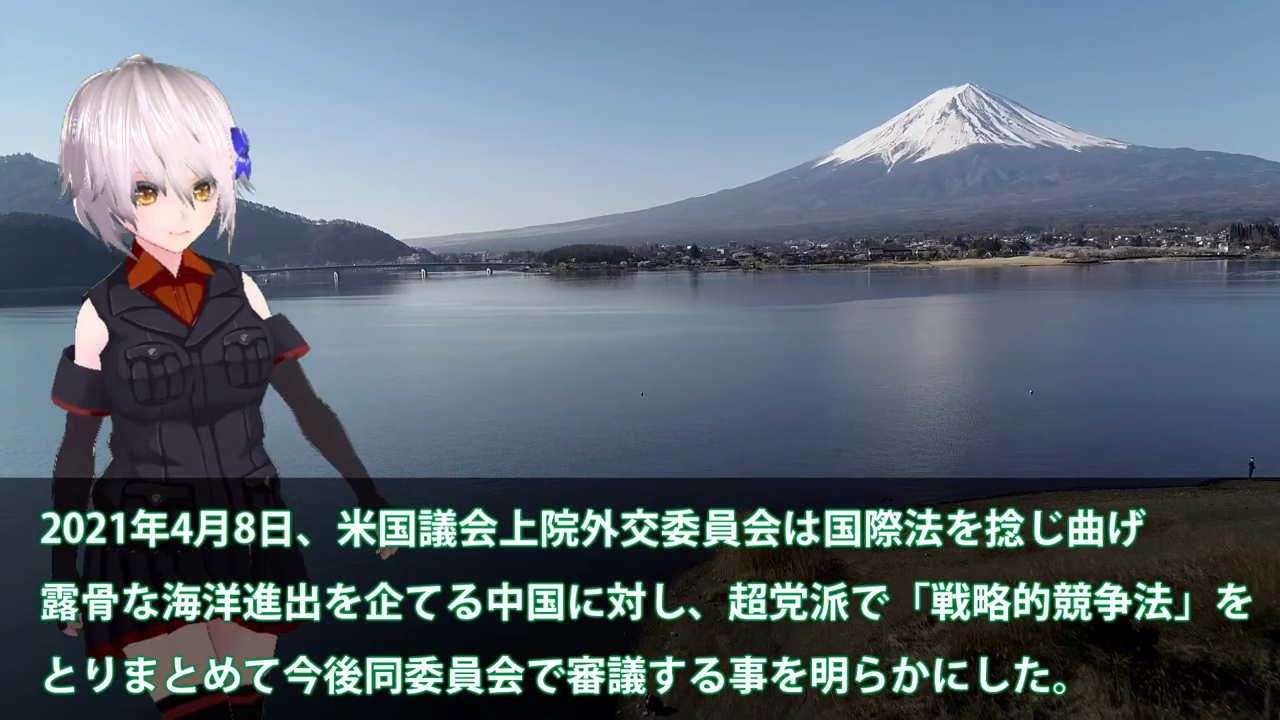 2021年4月8日、米国議会上院外交委員会は国際法を捻じ曲げ
露骨な海洋進出を企てる中国に対し、超党派で「戦略的競争法」を
とりまとめて今後同委員会で審議する事を明らかにした。